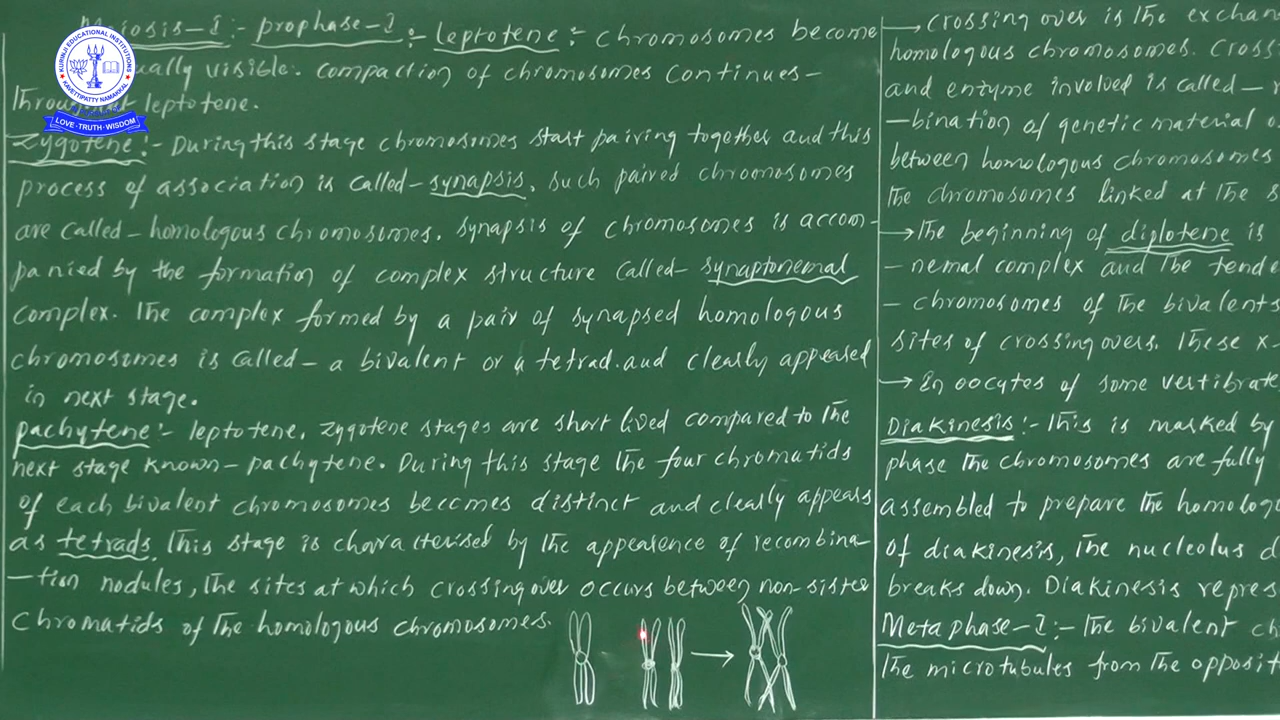 KURINJI EDUCATIONAL INSTITUTIONS
KAVETTIPATTY NAMAKKAL
LOVE - TRUTH - WISDOM
Meiosis-I :- prophase-I :- leptotene :- chromosomes become
ually visible. Compaction of chromosomes continues-
Throughout leptotene.
Zygotene :- During this stage chromosomes start pairing together and this
process of association is called- synapsis. such paired chromosomes
are called- homologous chromosomes. synapsis of chromosomes is accom-
panied by the formation of complex structure called- synaptonemal
complex. The complex formed by a pair of synapsed homologous
chromosomes is called- a bivalent or a tetrad. and clearly appeared
in next stage.
pachytene :- leptotene, zygotene stages are short lived compared to the
next stage known- pachytene. During this stage the four chromatids
of each bivalent chromosomes becomes distinct and clearly appears
as tetrads. This stage is characterised by the appearence of recombina-
-tion nodules, the sites at which crossing over occurs between non-sister
chromatids of the homologous chromosomes.
→ crossing over is the exchan
homologous chromosomes. Cross
and enzyme involved is called- r
-bination of genetic material o
between homologous chromosomes
the chromosomes linked at the s
→ The beginning of diplotene is
- nemal complex and the tende
- chromosomes of the bivalents
sites of crossing overs. These x-
→ In oocytes of some vertibrate
Diakinesis :- This is marked by
phase the chromosomes are fully
assembled to prepare the homolog
of diakinesis, the nucleolus d
breaks down. Diakinesis repres
Metaphase-I :- The bivalent ch
the microtubules from the opposit